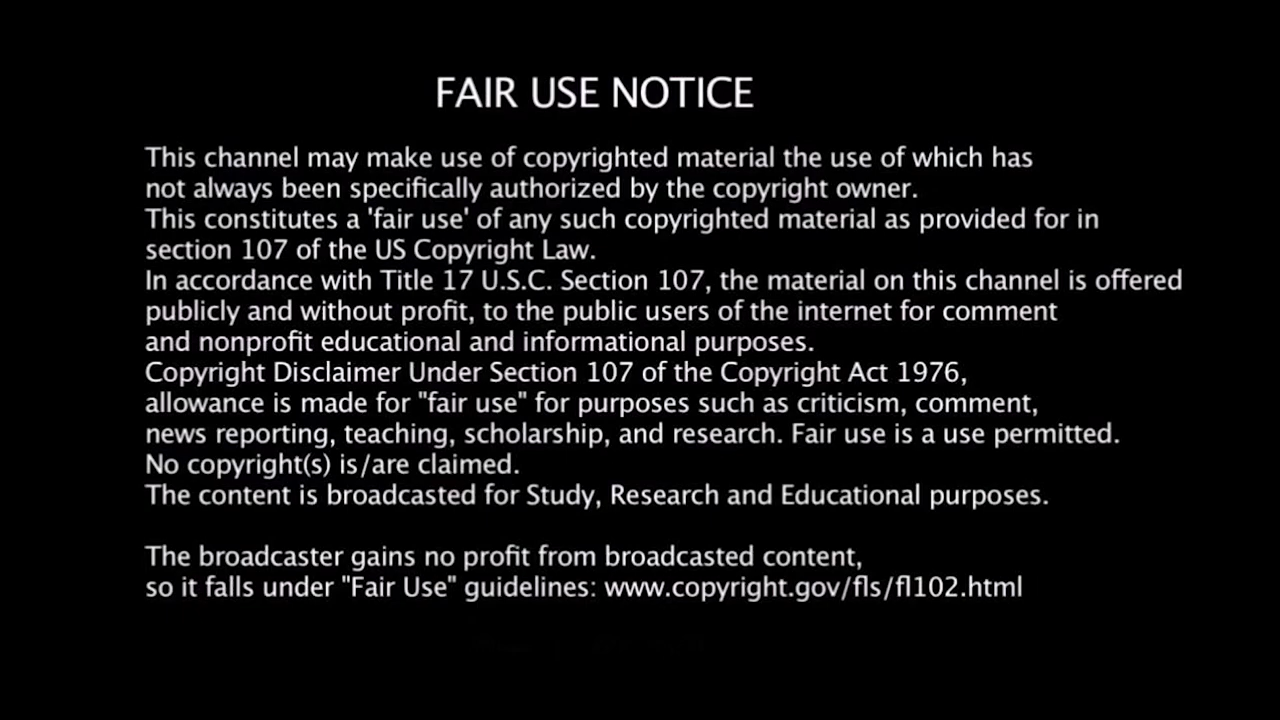 FAIR USE NOTICE
This channel may make use of copyrighted material the use of which has
not always been specifically authorized by the copyright owner.
This constitutes a 'fair use' of any such copyrighted material as provided for in
section 107 of the US Copyright Law.
In accordance with Title 17 U.S.C. Section 107, the material on this channel is offered
publicly and without profit, to the public users of the internet for comment
and nonprofit educational and informational purposes.
Copyright Disclaimer Under Section 107 of the Copyright Act 1976,
allowance is made for "fair use" for purposes such as criticism, comment,
news reporting, teaching, scholarship, and research. Fair use is a use permitted.
No copyright(s) is/are claimed.
The content is broadcasted for Study, Research and Educational purposes.
The broadcaster gains no profit from broadcasted content,
so it falls under "Fair Use" guidelines: www.copyright.gov/fls/fl102.html